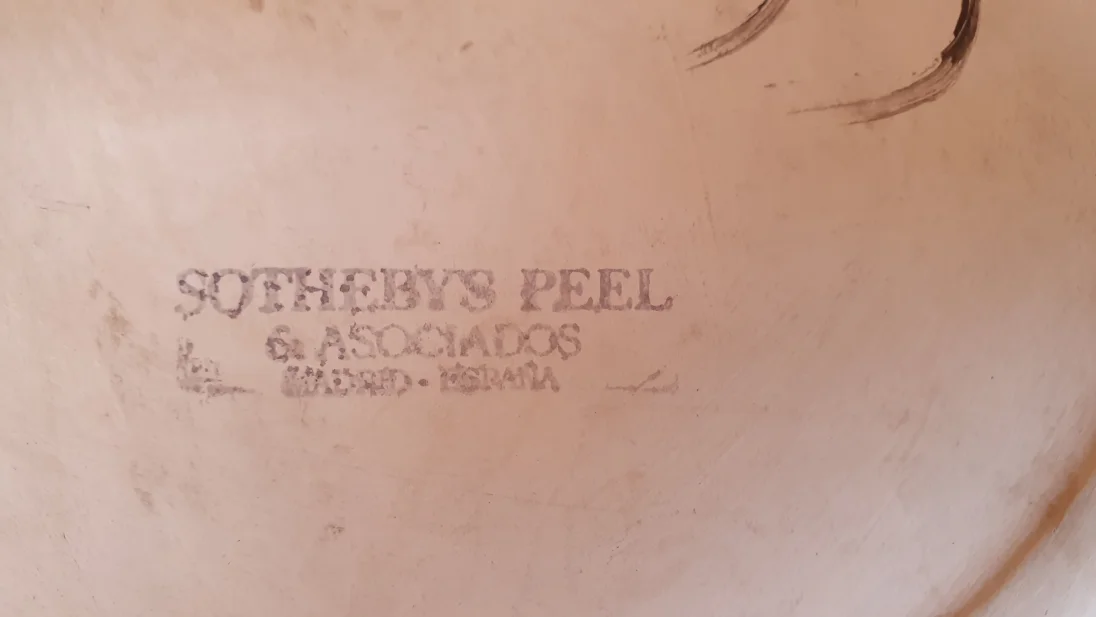 SOTHEBY'S PEEL
& ASOCIADOS
MADRID · ESPAÑA